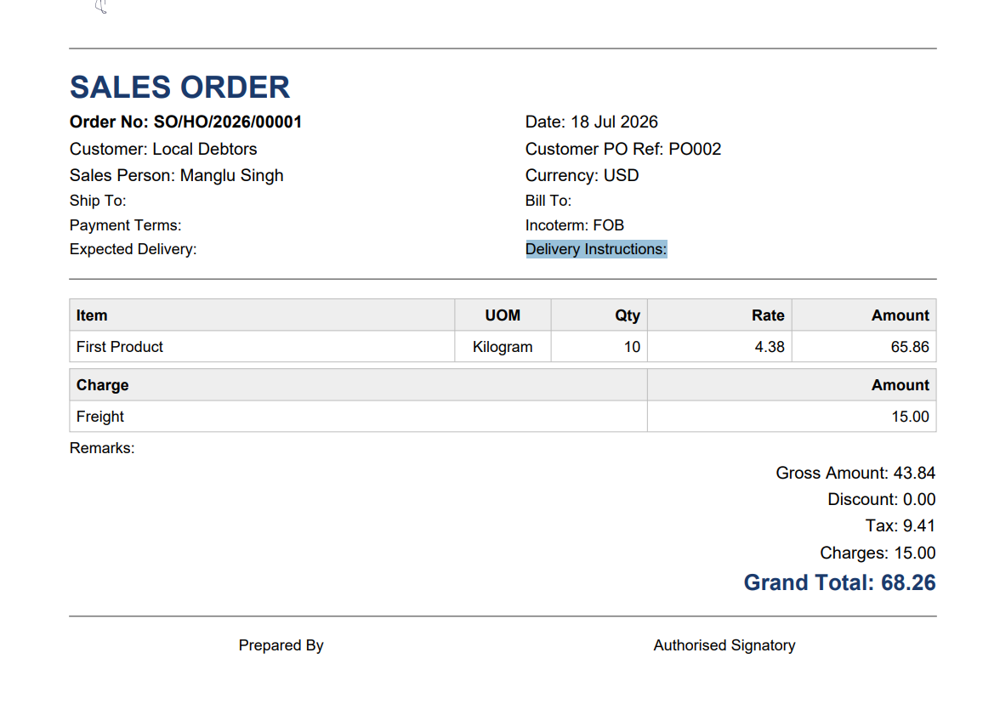 SALES ORDER
Order No: SO/HO/2026/00001 Date: 18 Jul 2026
Customer: Local Debtors Customer PO Ref: PO002
Sales Person: Manglu Singh Currency: USD
Ship To: Bill To:
Payment Terms: Incoterm: FOB
Expected Delivery: Delivery Instructions:
Item UOM Qty Rate Amount
First Product Kilogram 10 4.38 65.86
Charge Amount
Freight 15.00
Remarks:
Gross Amount: 43.84
Discount: 0.00
Tax: 9.41
Charges: 15.00
Grand Total: 68.26
Prepared By Authorised Signatory